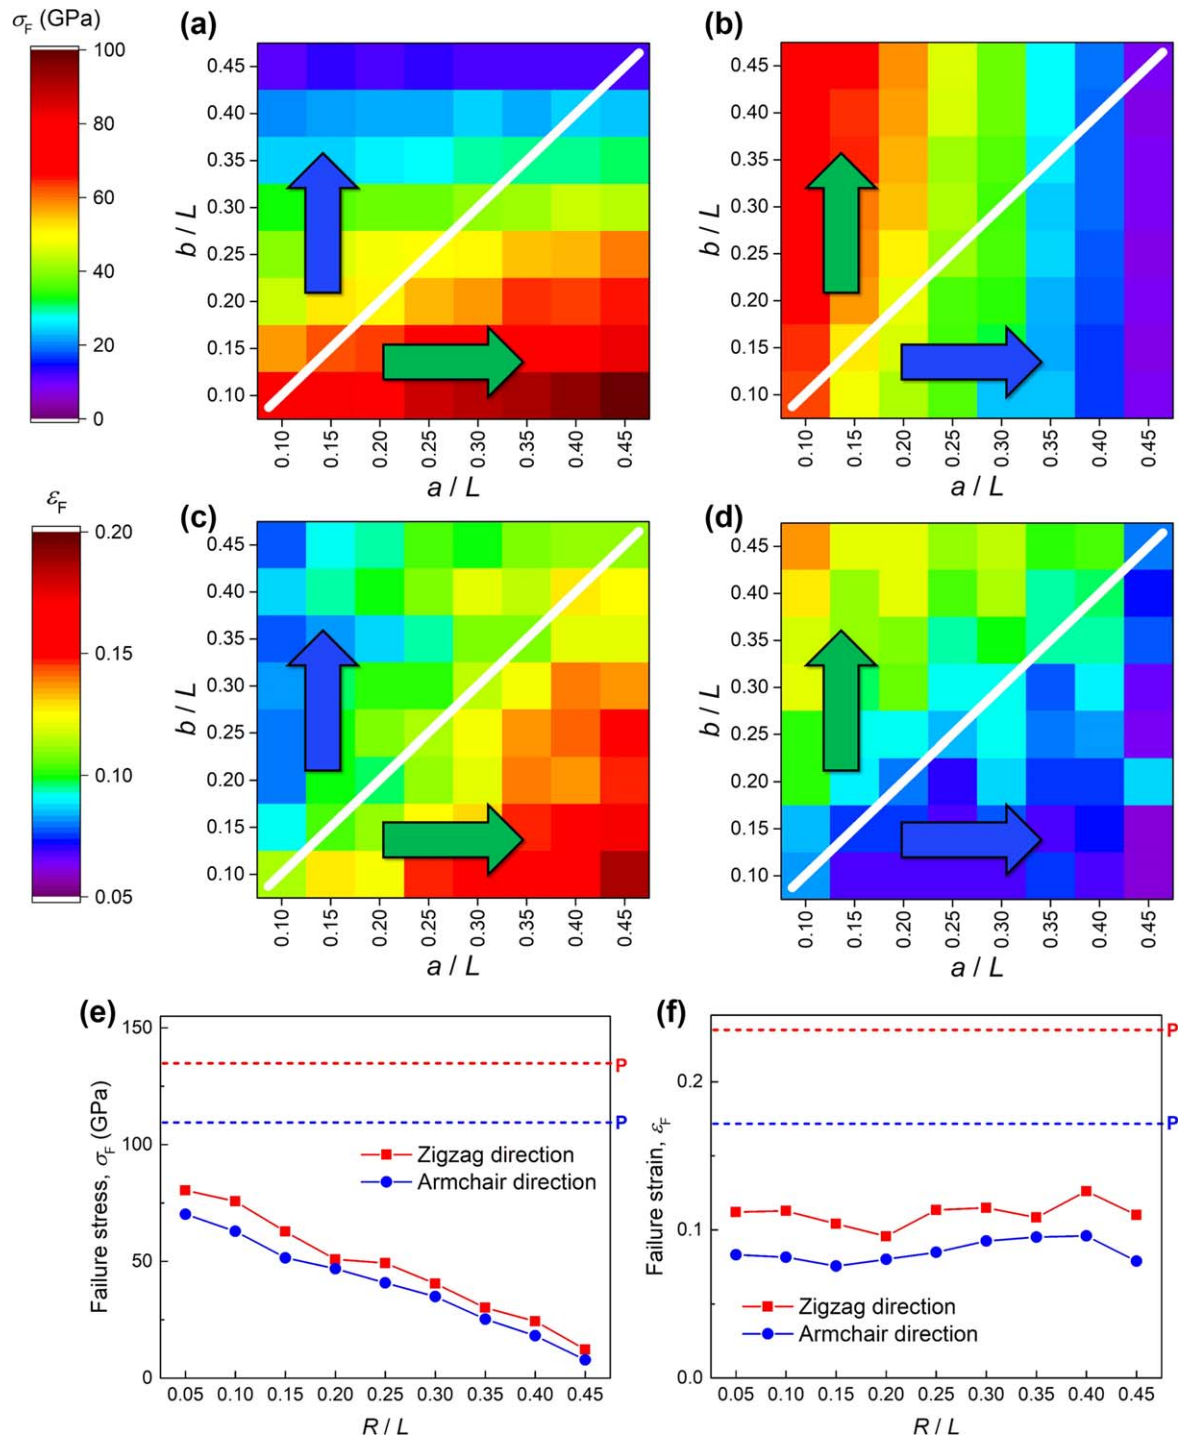 σF (GPa)
100
80
60
40
20
0
(a)
b / L
0.45
0.40
0.35
0.30
0.25
0.20
0.15
0.10
0.10 0.15 0.20 0.25 0.30 0.35 0.40 0.45
a / L
(b)
b / L
0.45
0.40
0.35
0.30
0.25
0.20
0.15
0.10
0.10 0.15 0.20 0.25 0.30 0.35 0.40 0.45
a / L
εF
0.20
0.15
0.10
0.05
(c)
b / L
0.45
0.40
0.35
0.30
0.25
0.20
0.15
0.10
0.10 0.15 0.20 0.25 0.30 0.35 0.40 0.45
a / L
(d)
b / L
0.45
0.40
0.35
0.30
0.25
0.20
0.15
0.10
0.10 0.15 0.20 0.25 0.30 0.35 0.40 0.45
a / L
(e)
Failure stress, σF (GPa)
150
100
50
0
P
P
Zigzag direction
Armchair direction
0.05 0.10 0.15 0.20 0.25 0.30 0.35 0.40 0.45
R / L
(f)
Failure strain, εF
0.2
0.1
0.0
P
P
Zigzag direction
Armchair direction
0.05 0.10 0.15 0.20 0.25 0.30 0.35 0.40 0.45
R / L